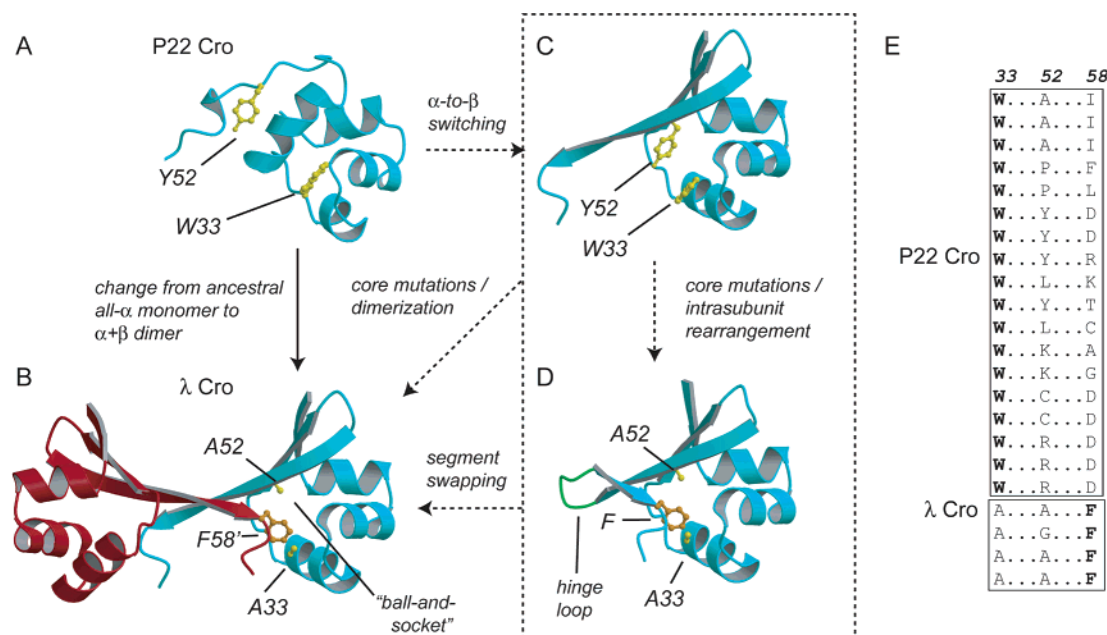 A
P22 Cro
Y52
W33
α-to-β
switching
C
Y52
W33
change from ancestral
all-α monomer to
α+β dimer
core mutations /
dimerization
core mutations /
intrasubunit
rearrangement
B
λ Cro
A52
F58’
A33
“ball-and-
socket”
segment
swapping
D
A52
F
hinge
loop
A33
E
33 52 58
W...A...I
W...A...I
W...A...I
W...P...F
W...P...L
W...Y...D
W...Y...D
P22 Cro W...Y...R
W...L...K
W...Y...T
W...L...C
W...K...A
W...K...G
W...C...D
W...C...D
W...R...D
W...R...D
W...R...D
λ Cro A...A...F
A...G...F
A...A...F
A...A...F